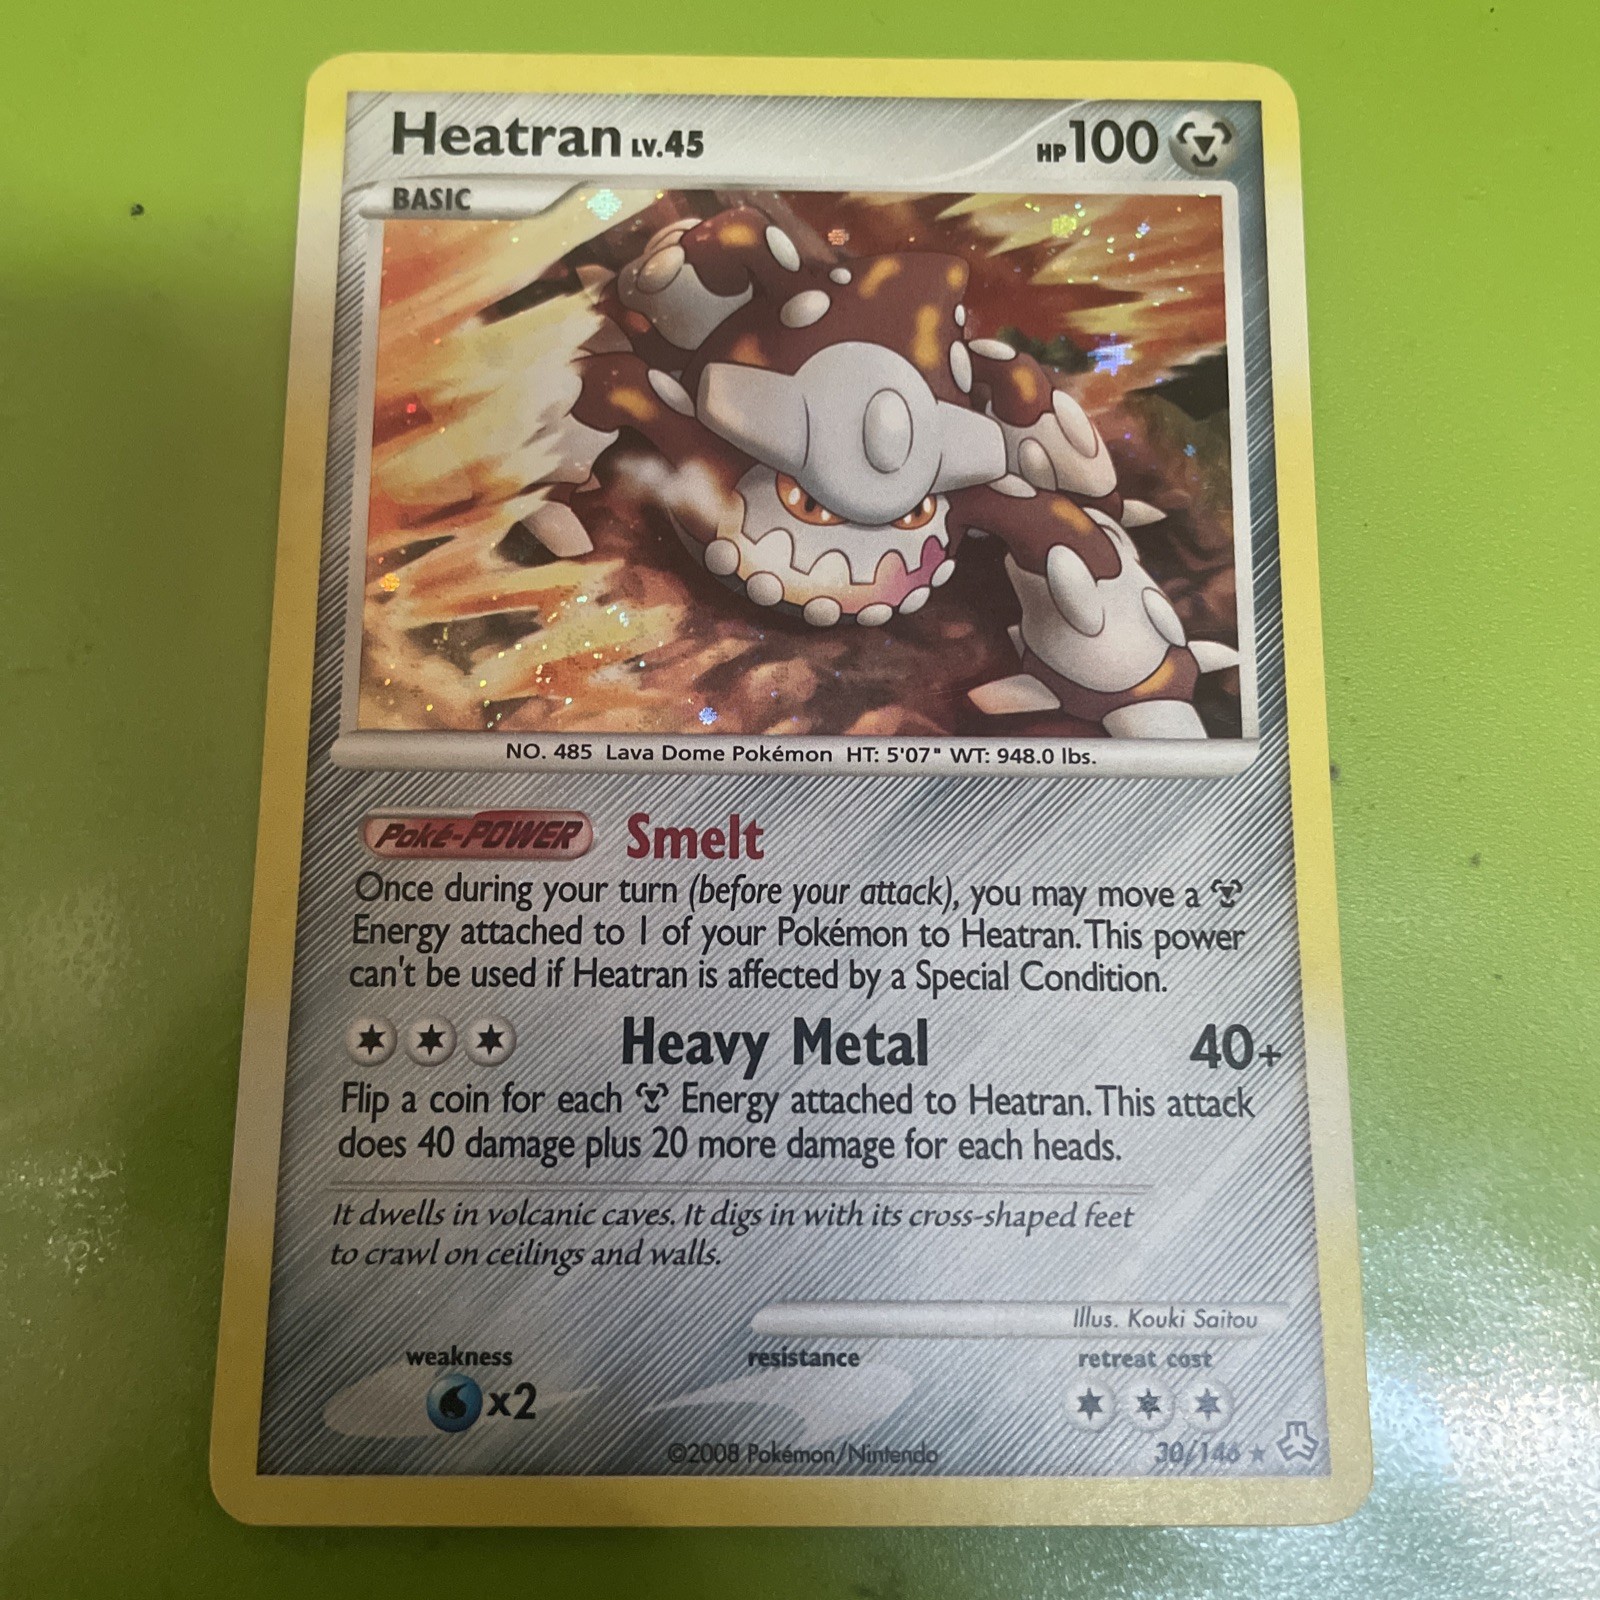 Heatran LV.45 HP 100
BASIC
NO. 485 Lava Dome Pokémon HT: 5'07" WT: 948.0 lbs.
Poké-POWER Smelt
Once during your turn (before your attack), you may move a
Energy attached to 1 of your Pokémon to Heatran. This power
can't be used if Heatran is affected by a Special Condition.
Heavy Metal 40+
Flip a coin for each Energy attached to Heatran. This attack
does 40 damage plus 20 more damage for each heads.
It dwells in volcanic caves. It digs in with its cross-shaped feet
to crawl on ceilings and walls.
Illus. Kouki Saitou
weakness resistance retreat cost
x2
©2008 Pokémon/Nintendo 30/146